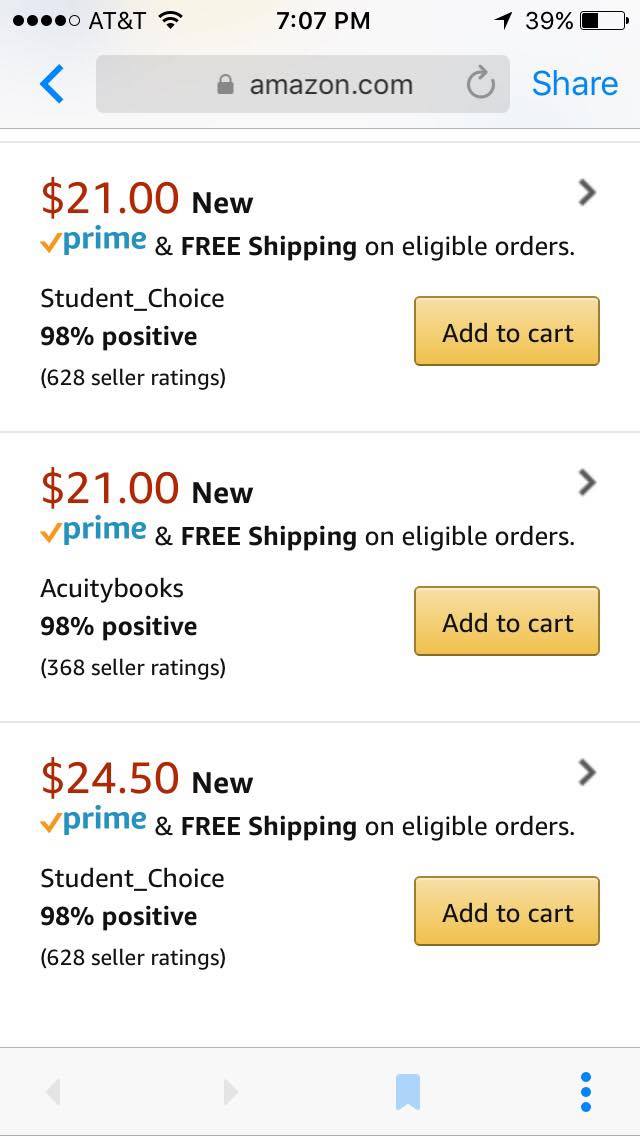 AT&T 7:07 PM 39%
amazon.com Share
$21.00 New
prime & FREE Shipping on eligible orders.
Student_Choice
98% positive
Add to cart
(628 seller ratings)
$21.00 New
prime & FREE Shipping on eligible orders.
Acuitybooks
98% positive
Add to cart
(368 seller ratings)
$24.50 New
prime & FREE Shipping on eligible orders.
Student_Choice
98% positive
Add to cart
(628 seller ratings)